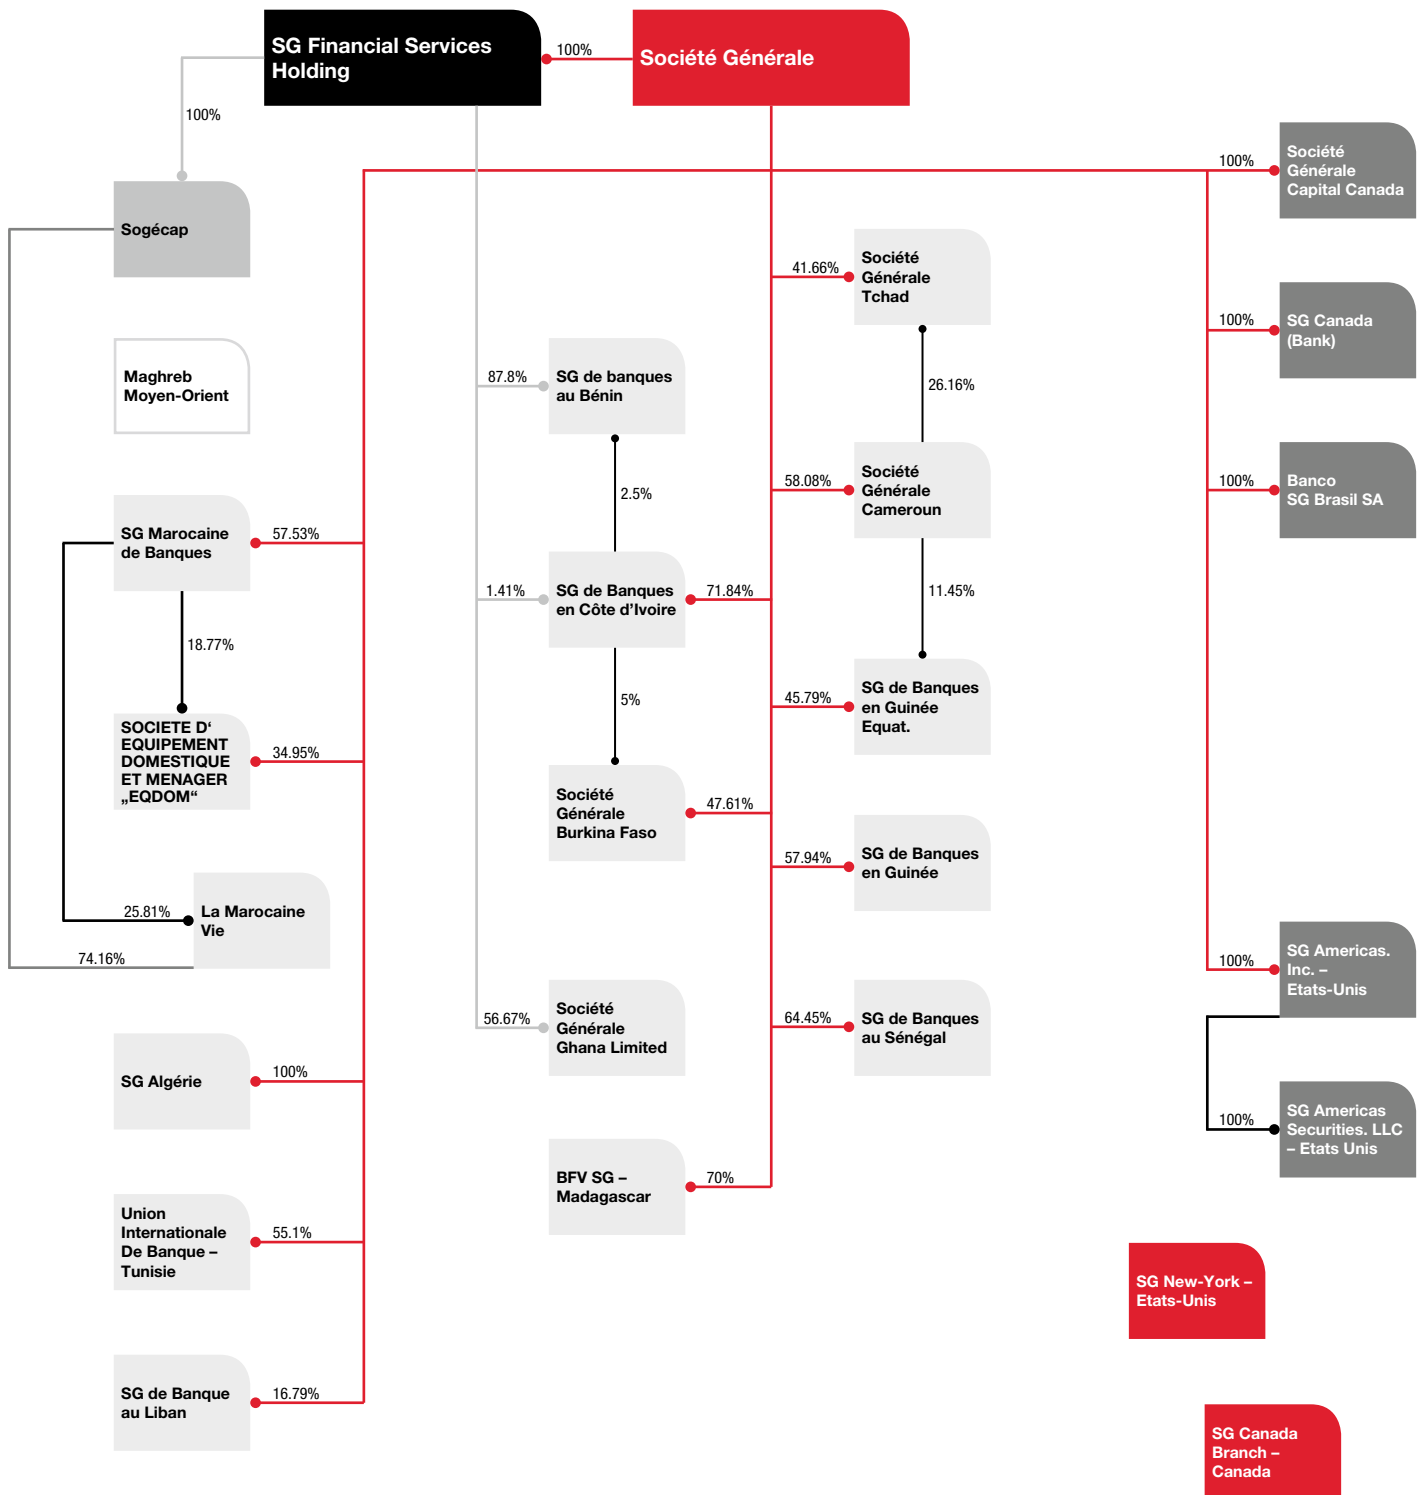 SG Financial Services
Holding
100%
Société Générale
100%
Sogécap
Maghreb
Moyen-Orient
SG Marocaine
de Banques
57.53%
18.77%
SOCIETE D‘
EQUIPEMENT
DOMESTIQUE
ET MENAGER
„EQDOM“
34.95%
25.81%
La Marocaine
Vie
74.16%
SG Algérie
100%
Union
Internationale
De Banque –
Tunisie
55.1%
SG de Banque
au Liban
16.79%
87.8%
SG de banques
au Bénin
2.5%
1.41%
SG de Banques
en Côte d’Ivoire
71.84%
5%
Société
Générale
Burkina Faso
47.61%
56.67%
Société
Générale
Ghana Limited
BFV SG –
Madagascar
70%
41.66%
Société
Générale
Tchad
26.16%
58.08%
Société
Générale
Cameroun
11.45%
45.79%
SG de Banques
en Guinée
Equat.
57.94%
SG de Banques
en Guinée
64.45%
SG de Banques
au Sénégal
100%
Société
Générale
Capital Canada
100%
SG Canada
(Bank)
100%
Banco
SG Brasil SA
100%
SG Americas.
Inc. –
Etats-Unis
100%
SG Americas
Securities. LLC
– Etats Unis
SG New-York –
Etats-Unis
SG Canada
Branch –
Canada